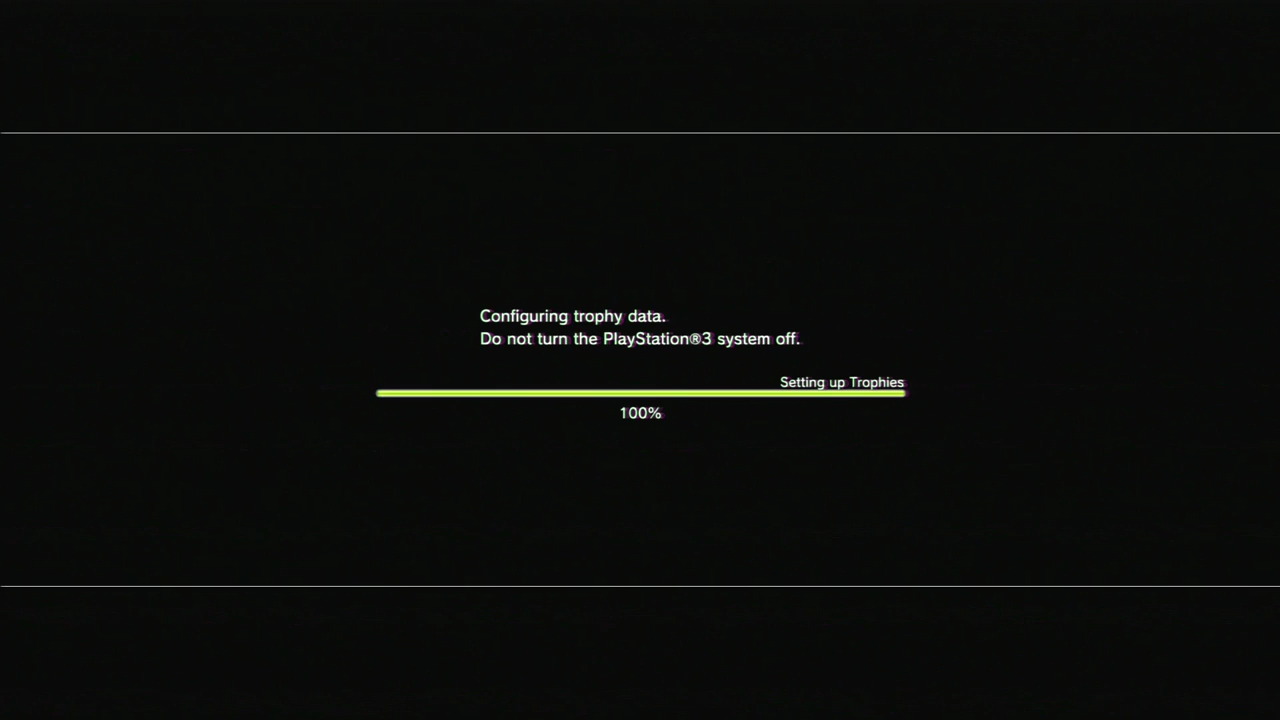 Configuring trophy data.
Do not turn the PlayStation®3 system off.
Setting up Trophies
100%